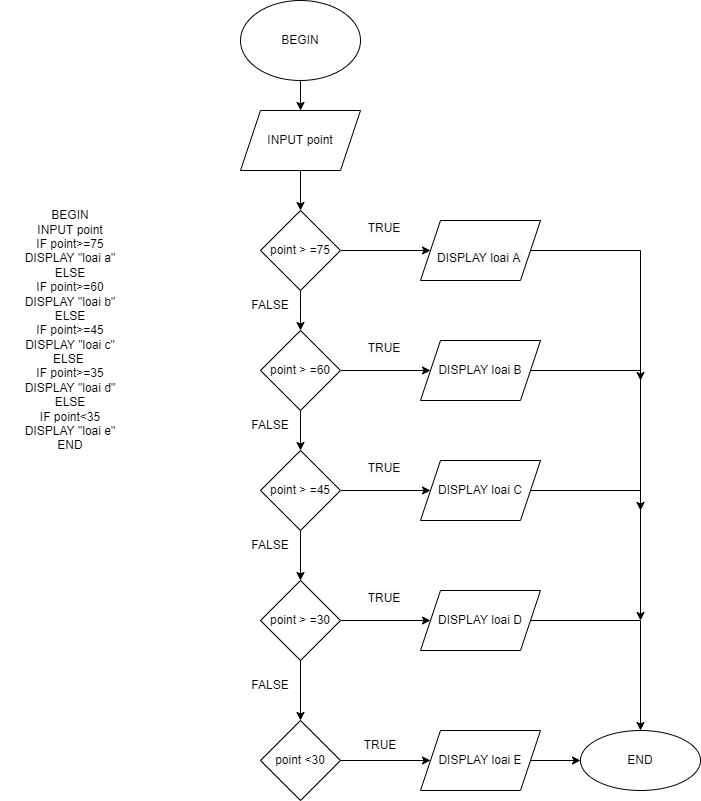 BEGIN
INPUT point
IF point>=75
DISPLAY "loai a"
ELSE
IF point>=60
DISPLAY "loai b"
ELSE
IF point>=45
DISPLAY "loai c"
ELSE
IF point>=35
DISPLAY "loai d"
ELSE
IF point<35
DISPLAY "loai e"
END
BEGIN
INPUT point
point > =75
TRUE
DISPLAY loai A
FALSE
point > =60
TRUE
DISPLAY loai B
FALSE
point > =45
TRUE
DISPLAY loai C
FALSE
point > =30
TRUE
DISPLAY loai D
FALSE
point <30
TRUE
DISPLAY loai E
END